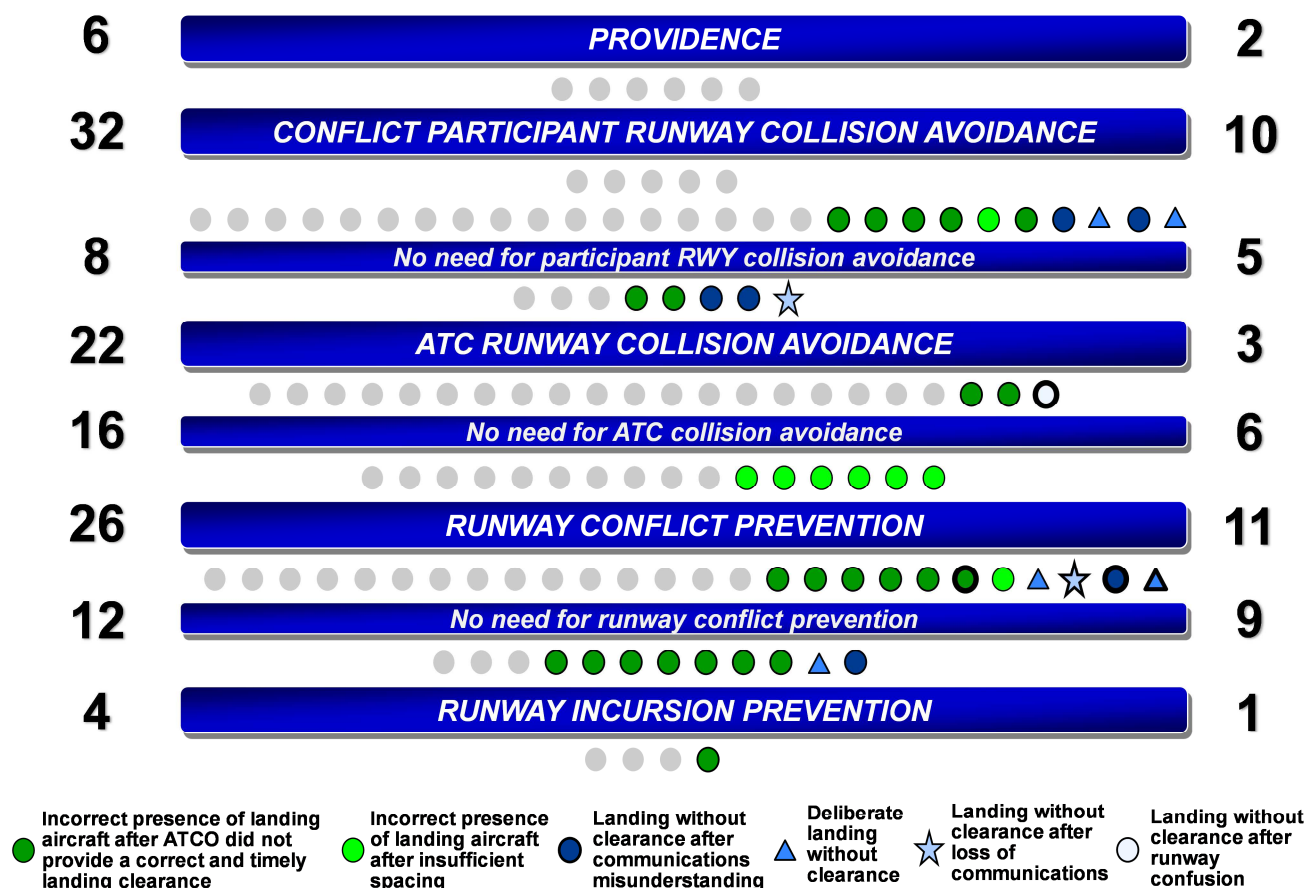 6 PROVIDENCE 2
32 CONFLICT PARTICIPANT RUNWAY COLLISION AVOIDANCE 10
8 No need for participant RWY collision avoidance 5
22 ATC RUNWAY COLLISION AVOIDANCE 3
16 No need for ATC collision avoidance 6
26 RUNWAY CONFLICT PREVENTION 11
12 No need for runway conflict prevention 9
4 RUNWAY INCURSION PREVENTION 1
Incorrect presence of landing
aircraft after ATCO did not
provide a correct and timely
landing clearance
Incorrect presence
of landing aircraft
after insufficient
spacing
Landing without
clearance after
communications
misunderstanding
Deliberate
landing
without
clearance
Landing without
clearance after
loss of
communications
Landing without
clearance after
runway
confusion